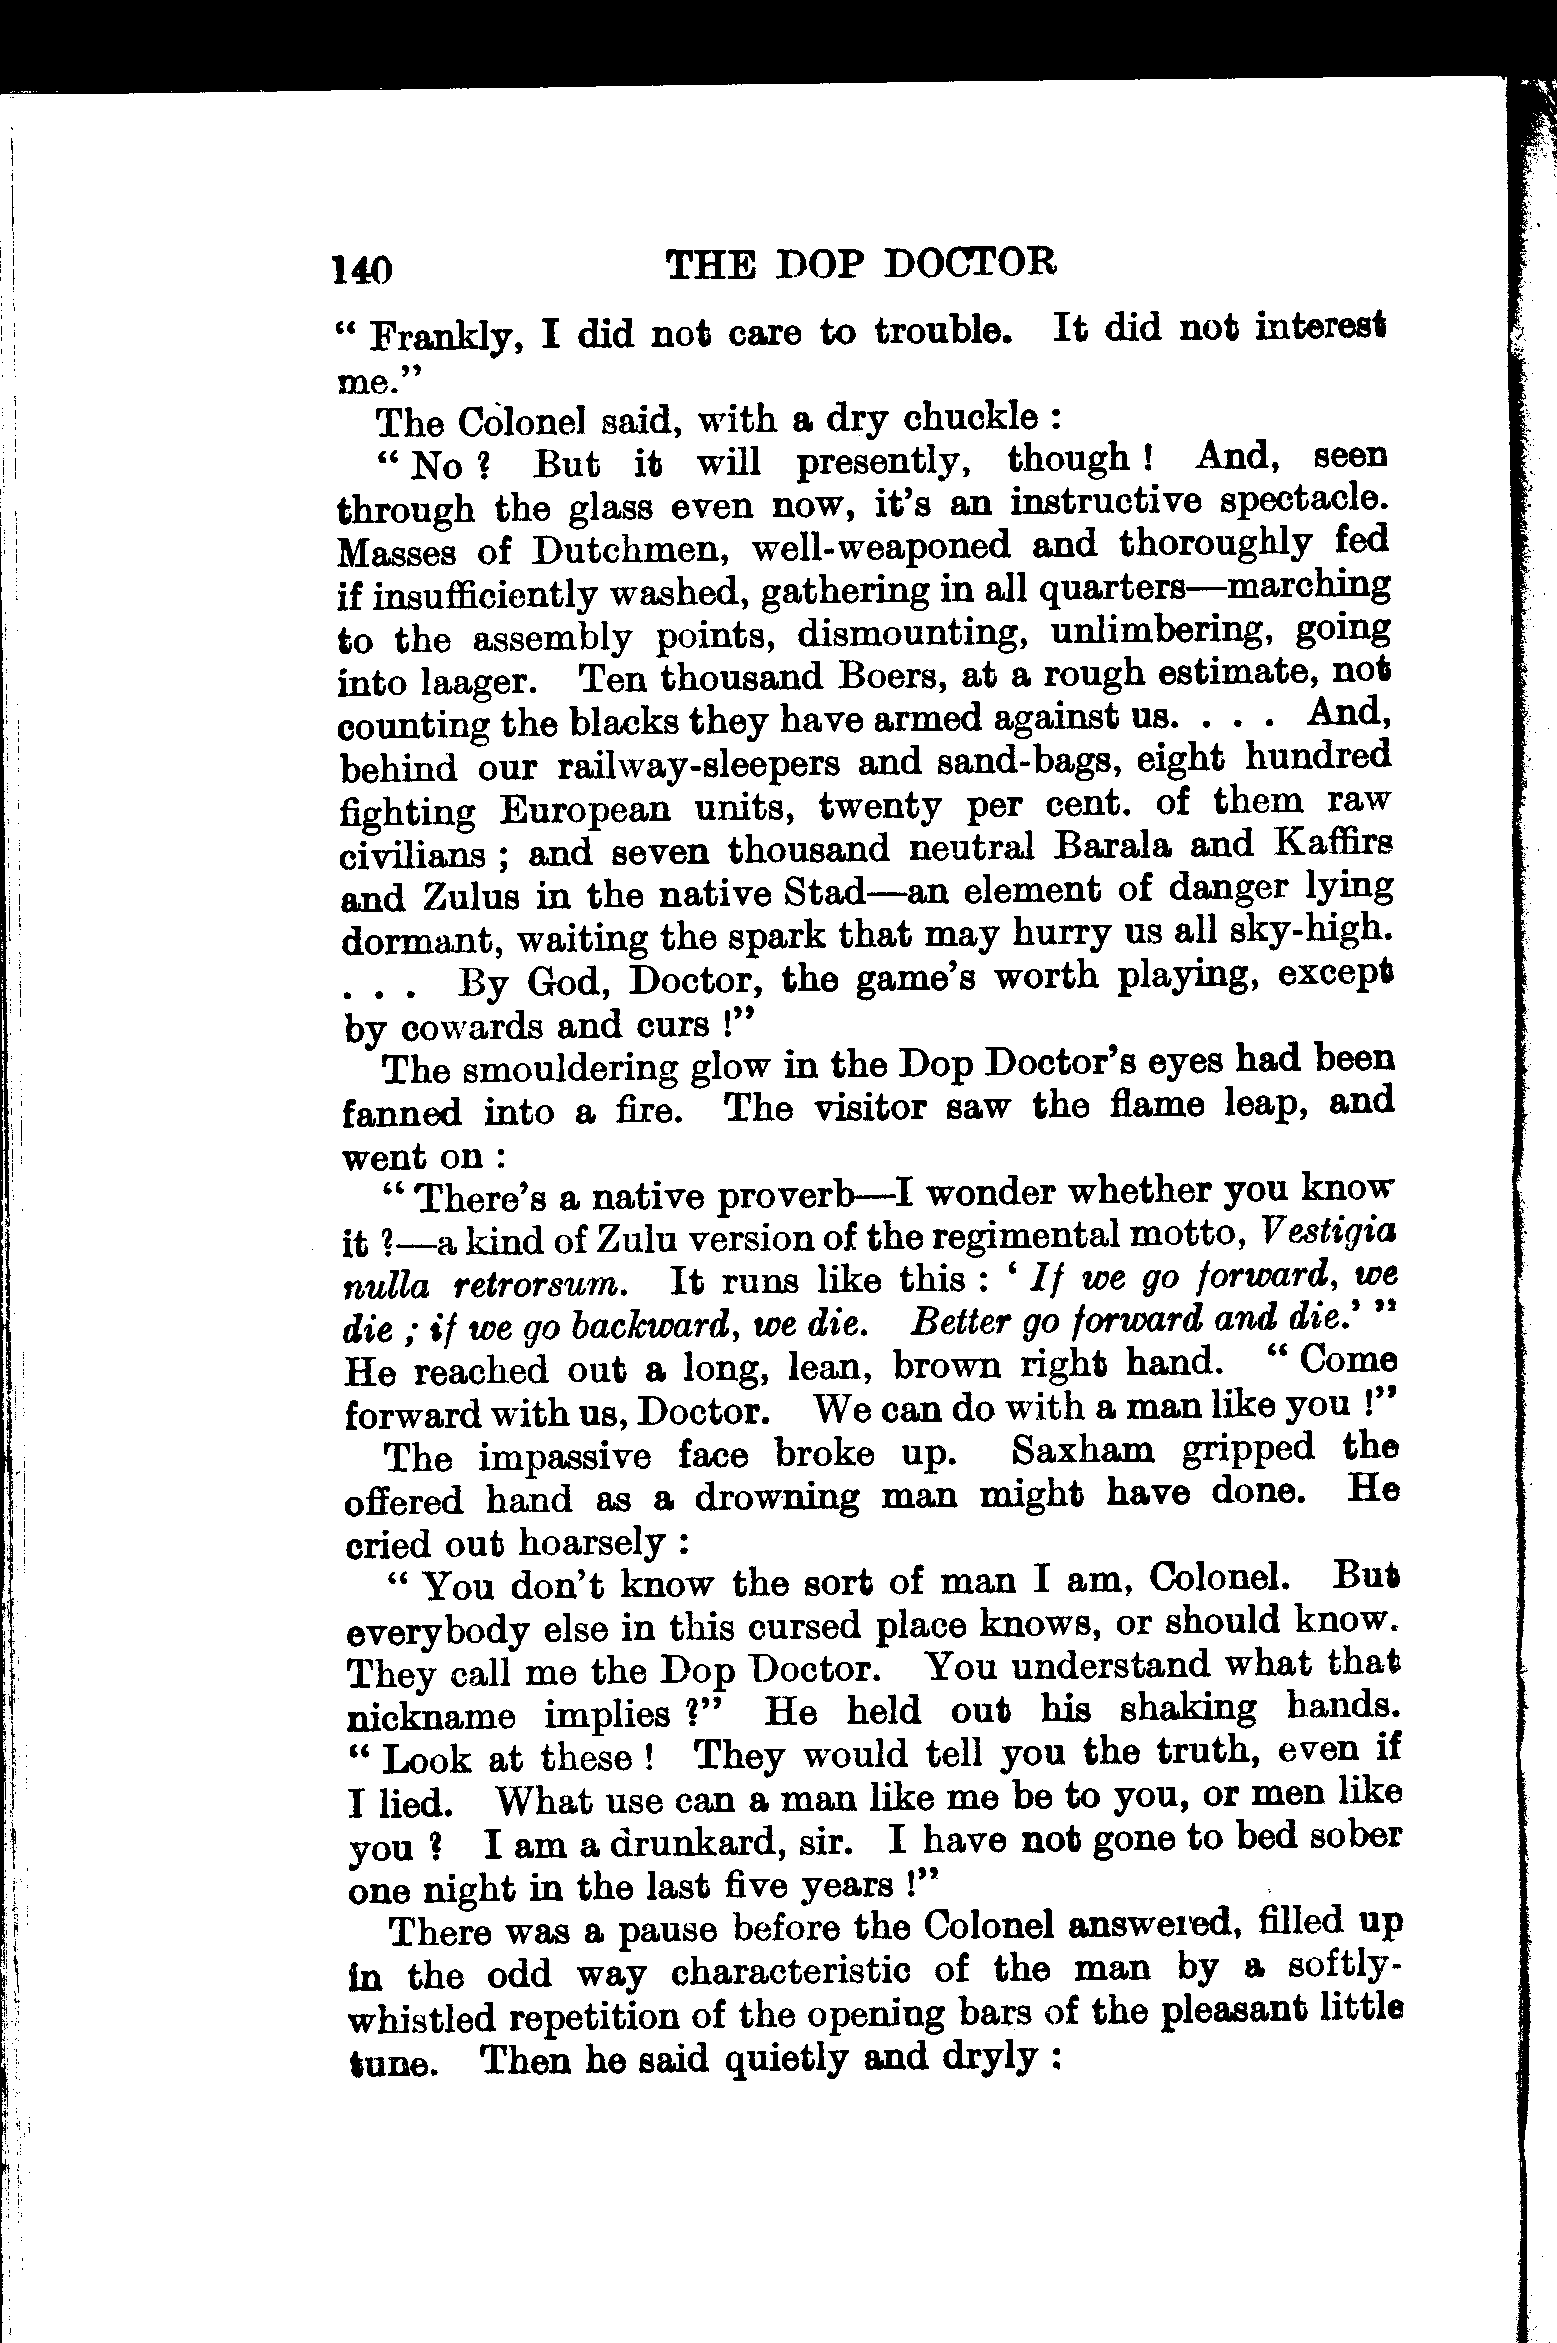 140 THE DOP DOCTOR
“ Frankly, I did not care to trouble. It did not interest
me.”
The Colonel said, with a dry chuckle :
“ No ? But it will presently, though ! And, seen
through the glass even now, it’s an instructive spectacle.
Masses of Dutchmen, well-weaponed and thoroughly fed
if insufficiently washed, gathering in all quarters—marching
to the assembly points, dismounting, unlimbering, going
into laager. Ten thousand Boers, at a rough estimate, not
counting the blacks they have armed against us. . . . And,
behind our railway-sleepers and sand-bags, eight hundred
fighting European units, twenty per cent. of them raw
civilians ; and seven thousand neutral Barala and Kaffirs
and Zulus in the native Stad—an element of danger lying
dormant, waiting the spark that may hurry us all sky-high.
. . . By God, Doctor, the game’s worth playing, except
by cowards and curs !”
The smouldering glow in the Dop Doctor’s eyes had been
fanned into a fire. The visitor saw the flame leap, and
went on :
“ There’s a native proverb—I wonder whether you know
it ?—a kind of Zulu version of the regimental motto, Vestigia
nulla retrorsum. It runs like this : ‘ If we go forward, we
die ; if we go backward, we die. Better go forward and die.’ ”
He reached out a long, lean, brown right hand. “ Come
forward with us, Doctor. We can do with a man like you !”
The impassive face broke up. Saxham gripped the
offered hand as a drowning man might have done. He
cried out hoarsely :
“ You don’t know the sort of man I am, Colonel. But
everybody else in this cursed place knows, or should know.
They call me the Dop Doctor. You understand what that
nickname implies ?” He held out his shaking hands.
“ Look at these ! They would tell you the truth, even if
I lied. What use can a man like me be to you, or men like
you ? I am a drunkard, sir. I have not gone to bed sober
one night in the last five years !”
There was a pause before the Colonel answered, filled up
in the odd way characteristic of the man by a softly-
whistled repetition of the opening bars of the pleasant little
tune. Then he said quietly and dryly :